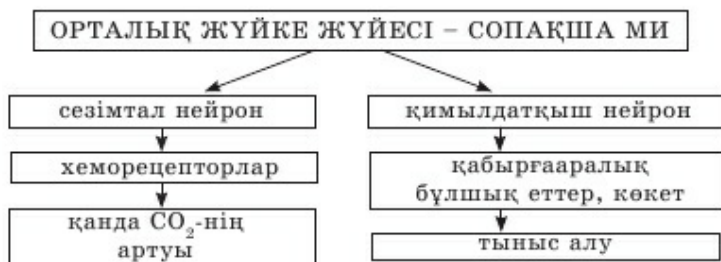 ОРТАЛЫҚ ЖҮЙКЕ ЖҮЙЕСІ – СОПАҚША МИ
сезімтал нейрон
хеморецепторлар
қанда CO₂-нің
артуы
қимылдатқыш нейрон
қабырғааралық
бұлшық еттер, көкет
тыныс алу